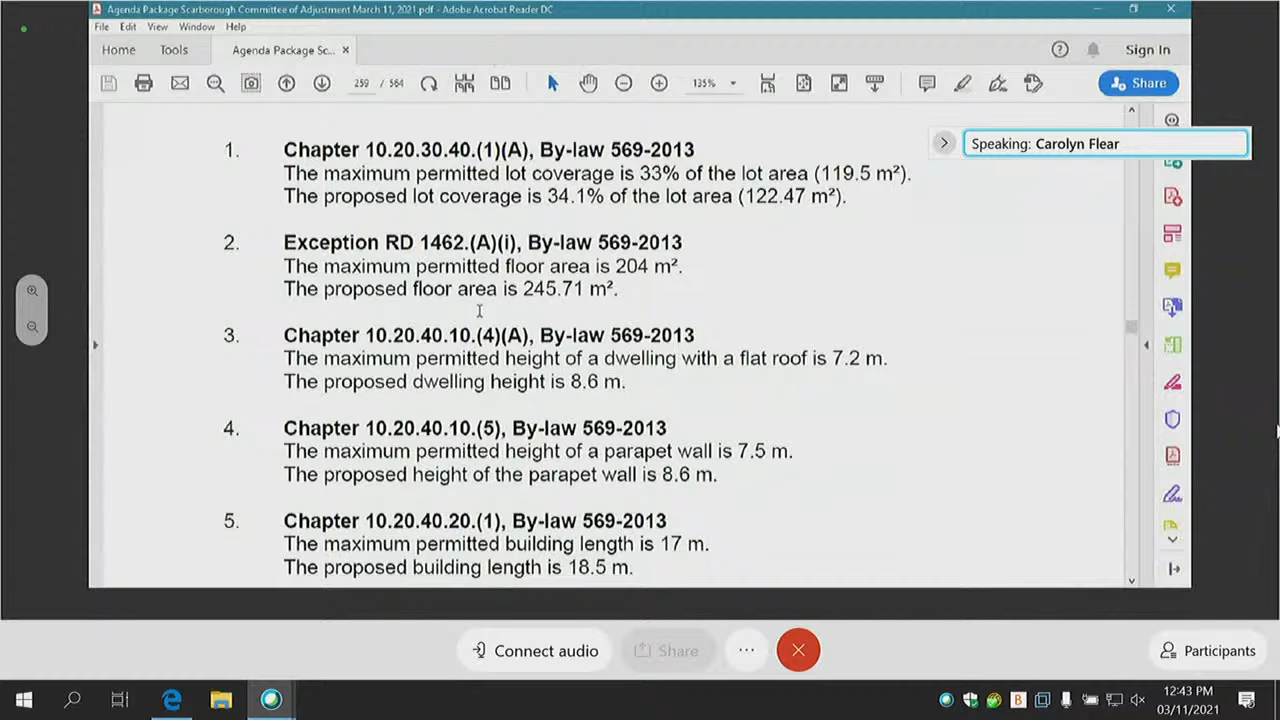 Agenda Package Scarborough Committee of Adjustment March 11, 2021.pdf - Adobe Acrobat Reader DC
File Edit View Window Help
Home Tools Agenda Package Sc... × Sign In
259 / 564 135% Share
Speaking: Carolyn Flear
1. Chapter 10.20.30.40.(1)(A), By-law 569-2013
The maximum permitted lot coverage is 33% of the lot area (119.5 m²).
The proposed lot coverage is 34.1% of the lot area (122.47 m²).
2. Exception RD 1462.(A)(i), By-law 569-2013
The maximum permitted floor area is 204 m².
The proposed floor area is 245.71 m².
3. Chapter 10.20.40.10.(4)(A), By-law 569-2013
The maximum permitted height of a dwelling with a flat roof is 7.2 m.
The proposed dwelling height is 8.6 m.
4. Chapter 10.20.40.10.(5), By-law 569-2013
The maximum permitted height of a parapet wall is 7.5 m.
The proposed height of the parapet wall is 8.6 m.
5. Chapter 10.20.40.20.(1), By-law 569-2013
The maximum permitted building length is 17 m.
The proposed building length is 18.5 m.
Connect audio Share ... Participants
12:43 PM
03/11/2021